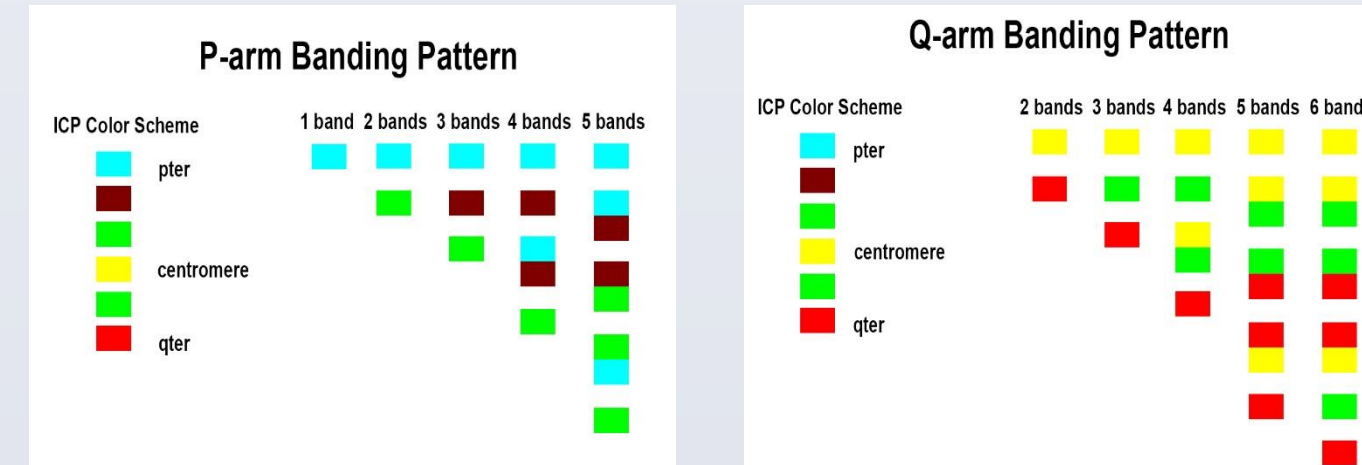 P-arm Banding Pattern
ICP Color Scheme
1 band 2 bands 3 bands 4 bands 5 bands
pter
centromere
qter
Q-arm Banding Pattern
ICP Color Scheme
2 bands 3 bands 4 bands 5 bands 6 band
pter
centromere
qter